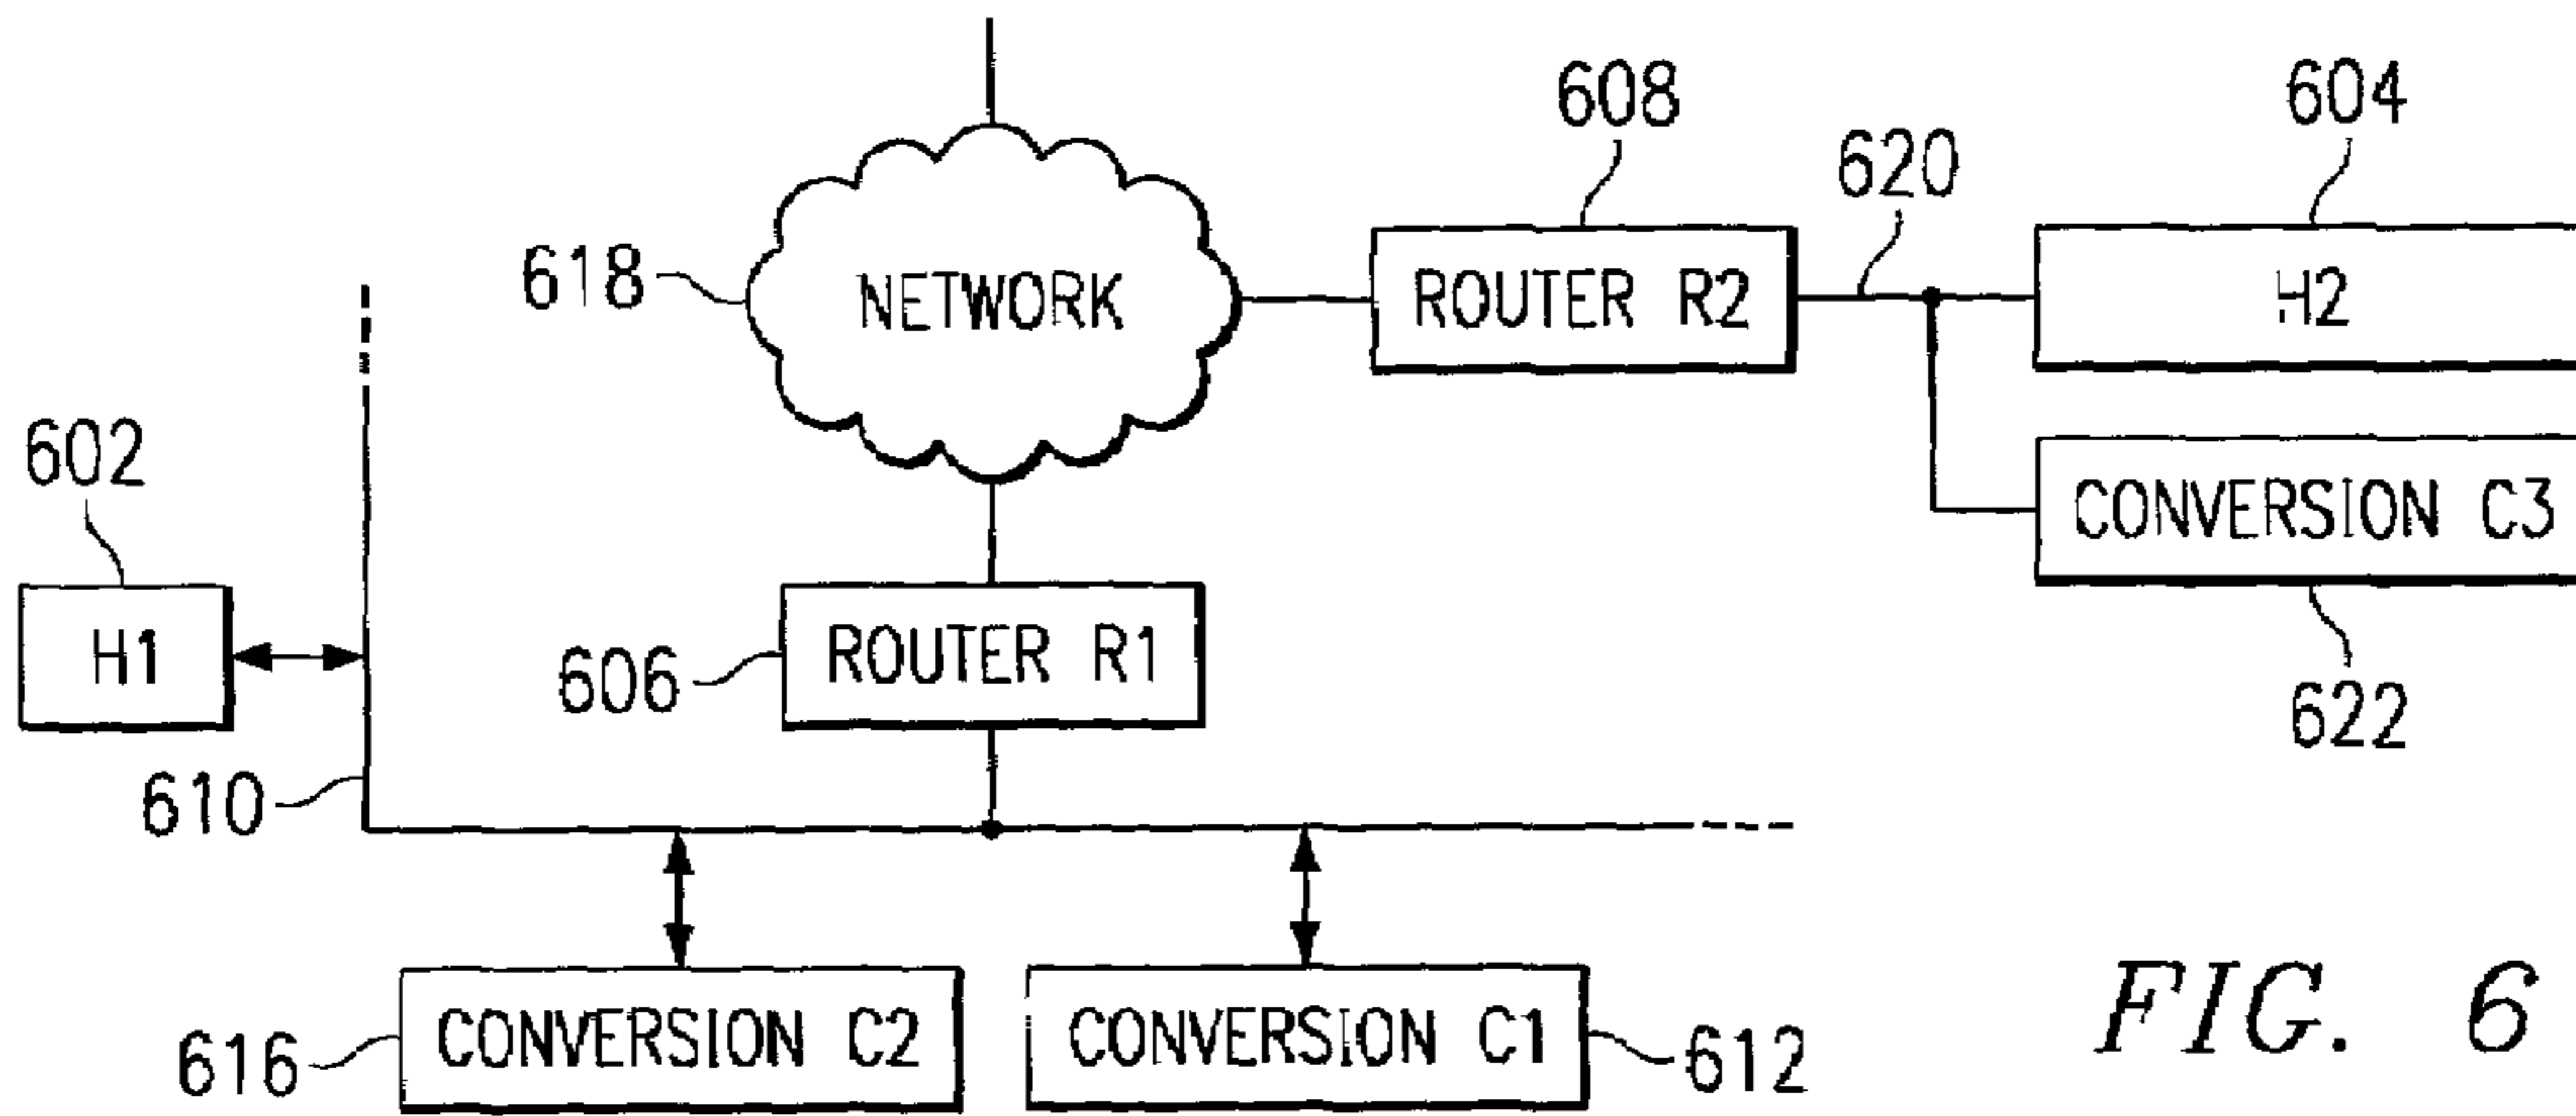 608
604
620
618
NETWORK
ROUTER R2
H2
602
CONVERSION C3
H1
606
ROUTER R1
622
610
616
CONVERSION C2
CONVERSION C1
612
FIG. 6